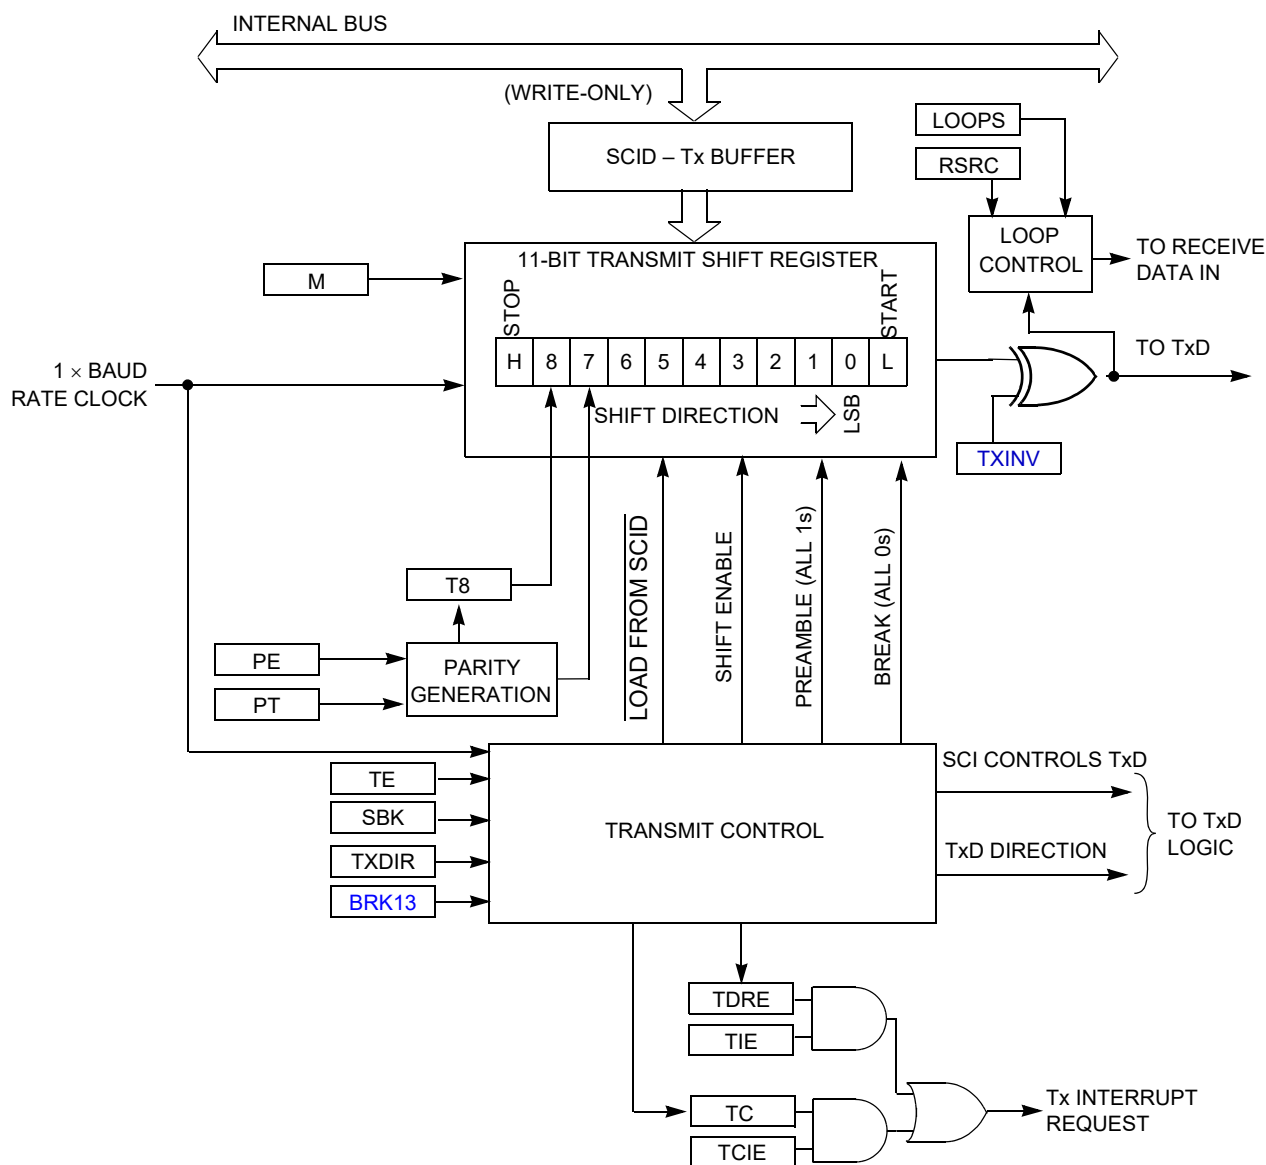 INTERNAL BUS
(WRITE-ONLY)
SCID – Tx BUFFER
LOOPS
RSRC
LOOP
CONTROL
TO RECEIVE
DATA IN
11-BIT TRANSMIT SHIFT REGISTER
M
STOP
START
H 8 7 6 5 4 3 2 1 0 L
1 × BAUD
RATE CLOCK
SHIFT DIRECTION
LSB
TO TxD
TXINV
T8
PE
PT
PARITY
GENERATION
LOAD FROM SCID
SHIFT ENABLE
PREAMBLE (ALL 1s)
BREAK (ALL 0s)
TE
SBK
TXDIR
BRK13
TRANSMIT CONTROL
SCI CONTROLS TxD
TxD DIRECTION
TO TxD
LOGIC
TDRE
TIE
TC
TCIE
Tx INTERRUPT
REQUEST